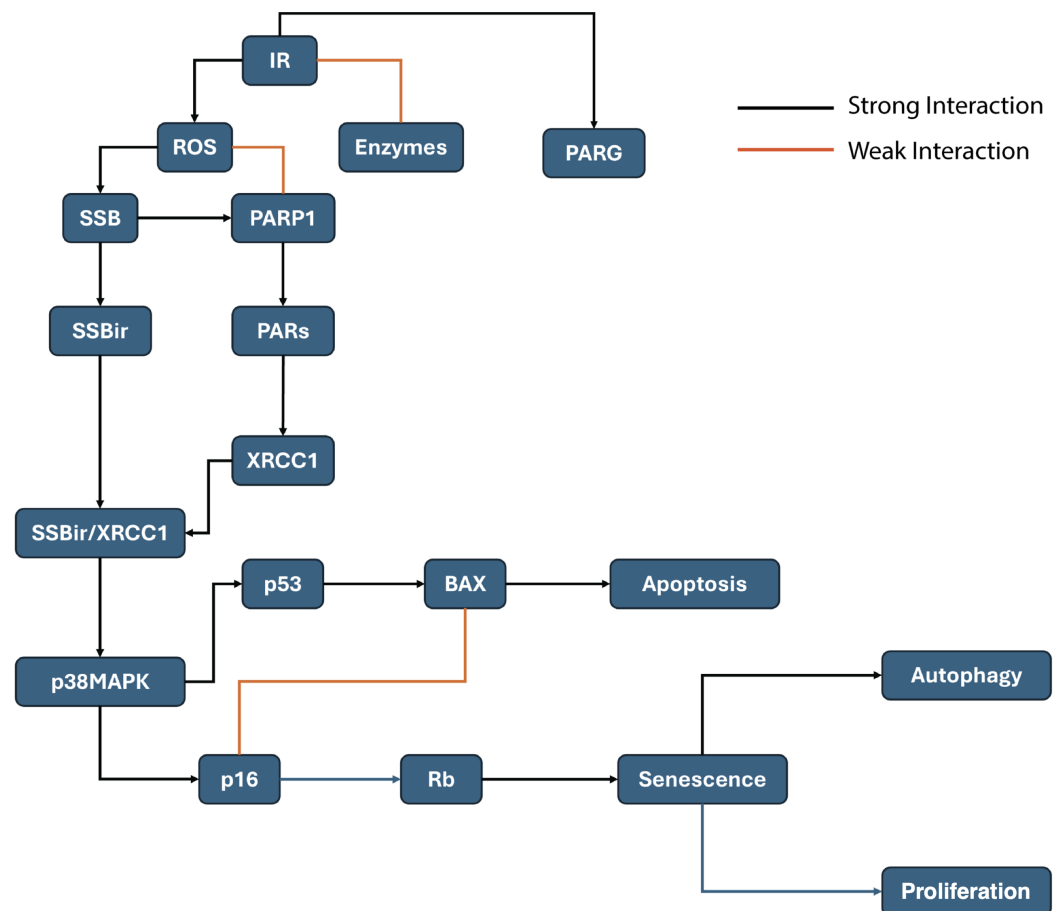 IR
Strong Interaction
ROS
Enzymes
PARG
Weak Interaction
SSB
PARP1
SSBir
PARs
XRCC1
SSBir/XRCC1
p53
BAX
Apoptosis
p38MAPK
Autophagy
p16
Rb
Senescence
Proliferation